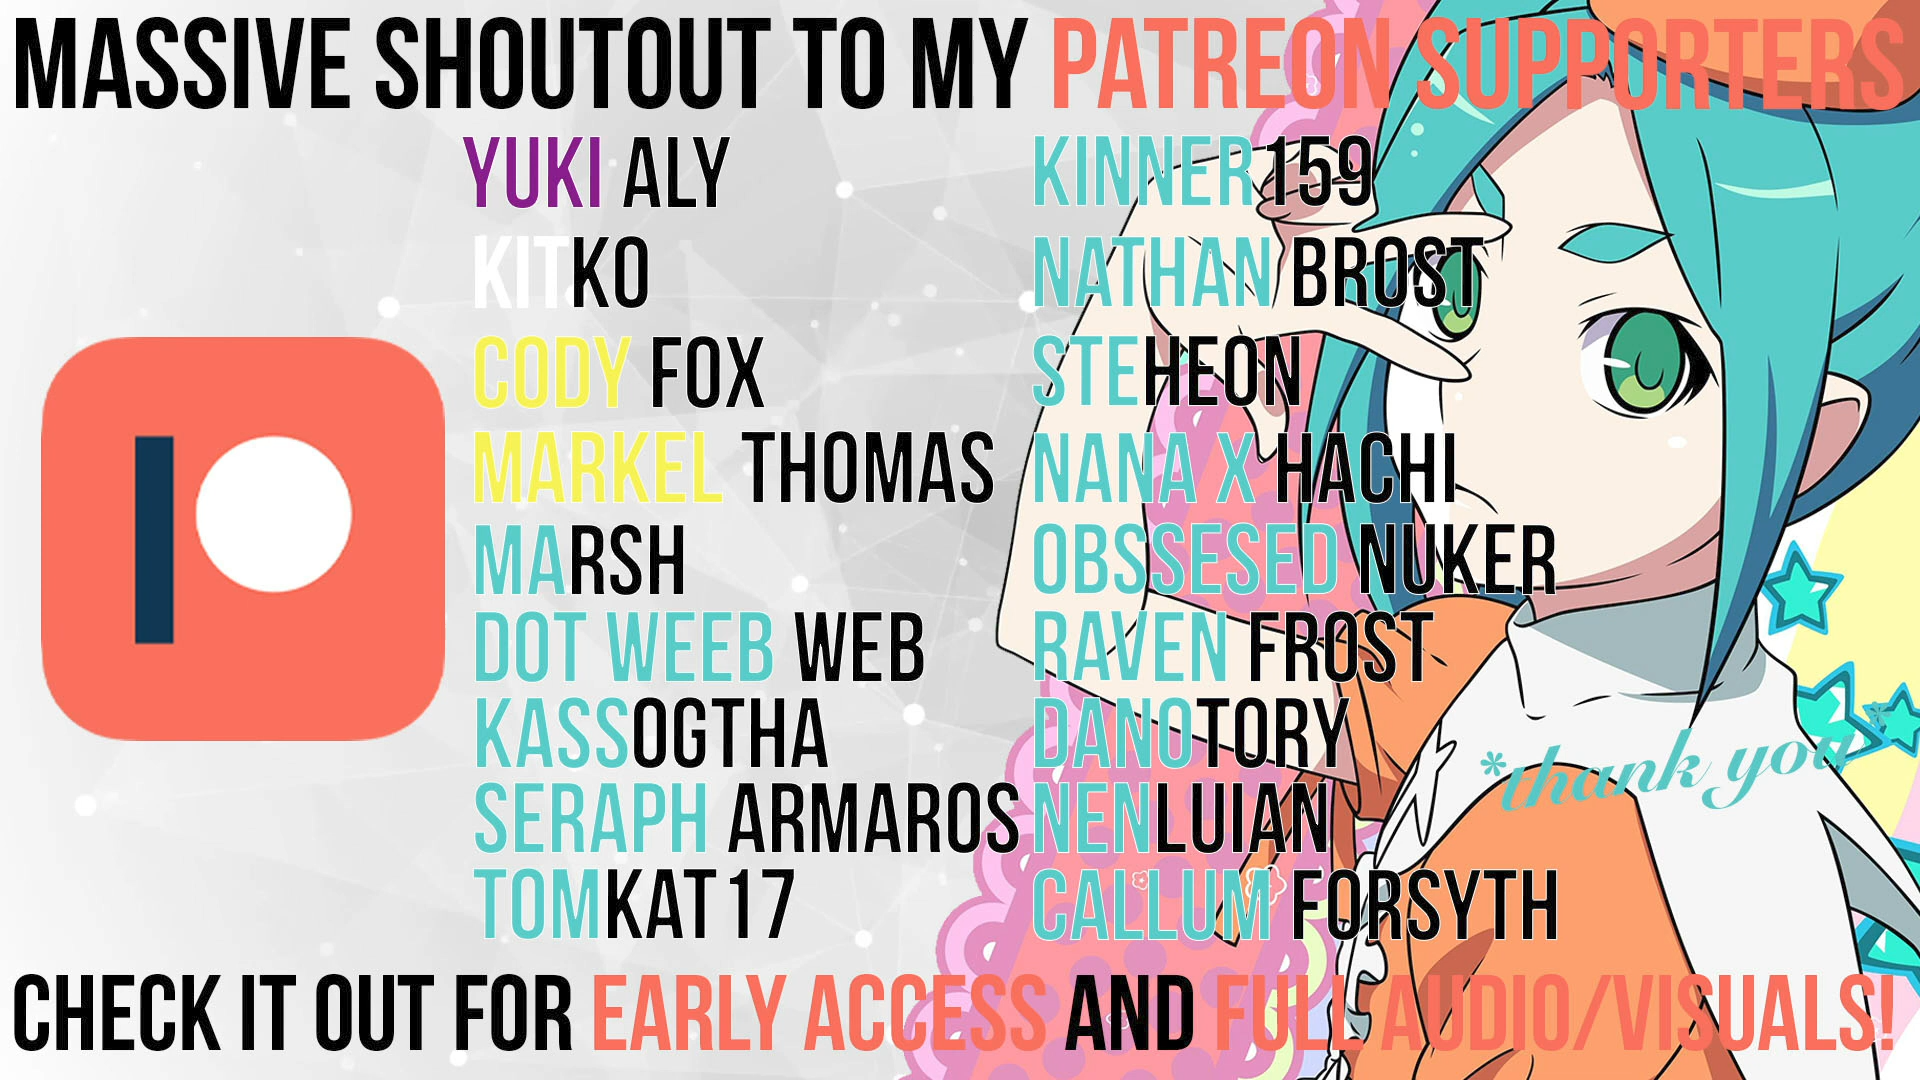 MASSIVE SHOUTOUT TO MY PATREON SUPPORTERS
YUKI ALY
KITKO
CODY FOX
MARKEL THOMAS
MARSH
DOT WEEB WEB
KASSOGTHA
SERAPH ARMAROS
TOMKAT17
KINNER159
NATHAN BROST
STEHEON
NANA X HACHI
OBSSESED NUKER
RAVEN FROST
DANOTORY
NENLUIAN
CALLUM FORSYTH
*thank you*
CHECK IT OUT FOR EARLY ACCESS AND FULL AUDIO/VISUALS!